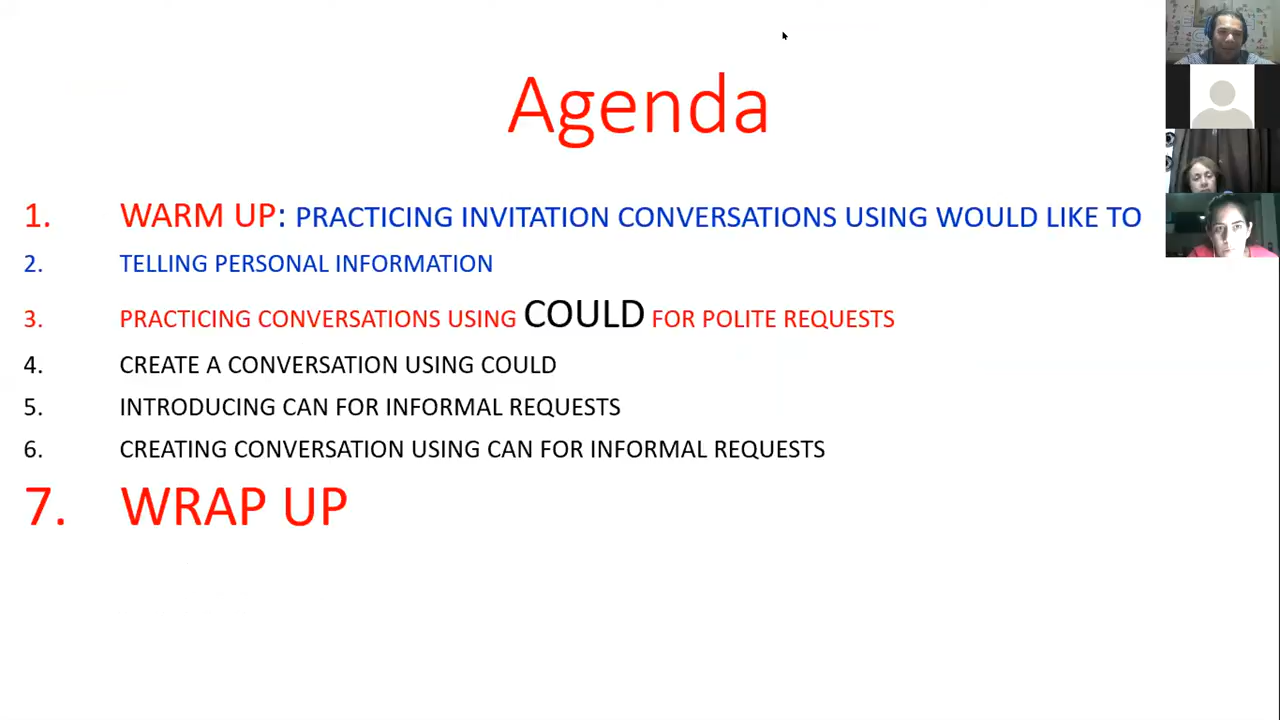 Agenda
1. WARM UP: PRACTICING INVITATION CONVERSATIONS USING WOULD LIKE TO
2. TELLING PERSONAL INFORMATION
3. PRACTICING CONVERSATIONS USING COULD FOR POLITE REQUESTS
4. CREATE A CONVERSATION USING COULD
5. INTRODUCING CAN FOR INFORMAL REQUESTS
6. CREATING CONVERSATION USING CAN FOR INFORMAL REQUESTS
7. WRAP UP